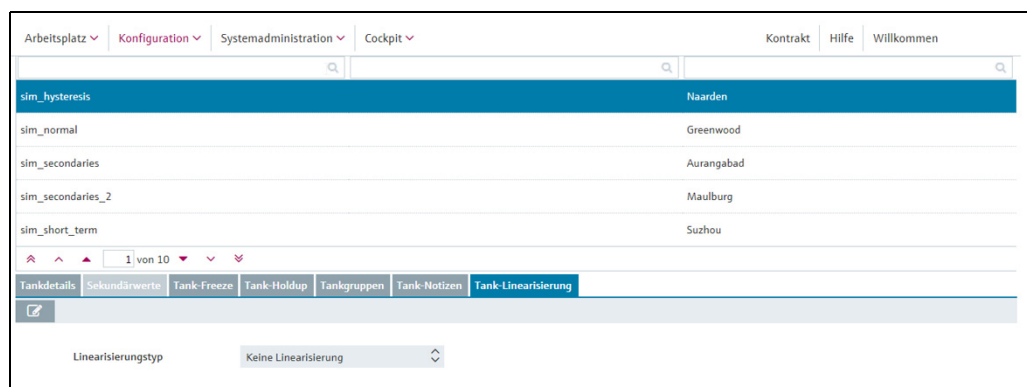 Arbeitsplatz Konfiguration Systemadministration Cockpit Kontrakt Hilfe Willkommen
sim_hysteresis Naarden
sim_normal Greenwood
sim_secondaries Aurangabad
sim_secondaries_2 Maulburg
sim_short_term Suzhou
1 von 10
Tankdetails Sekundärwerte Tank-Freeze Tank-Holdup Tankgruppen Tank-Notizen Tank-Linearisierung
Linearisierungstyp Keine Linearisierung